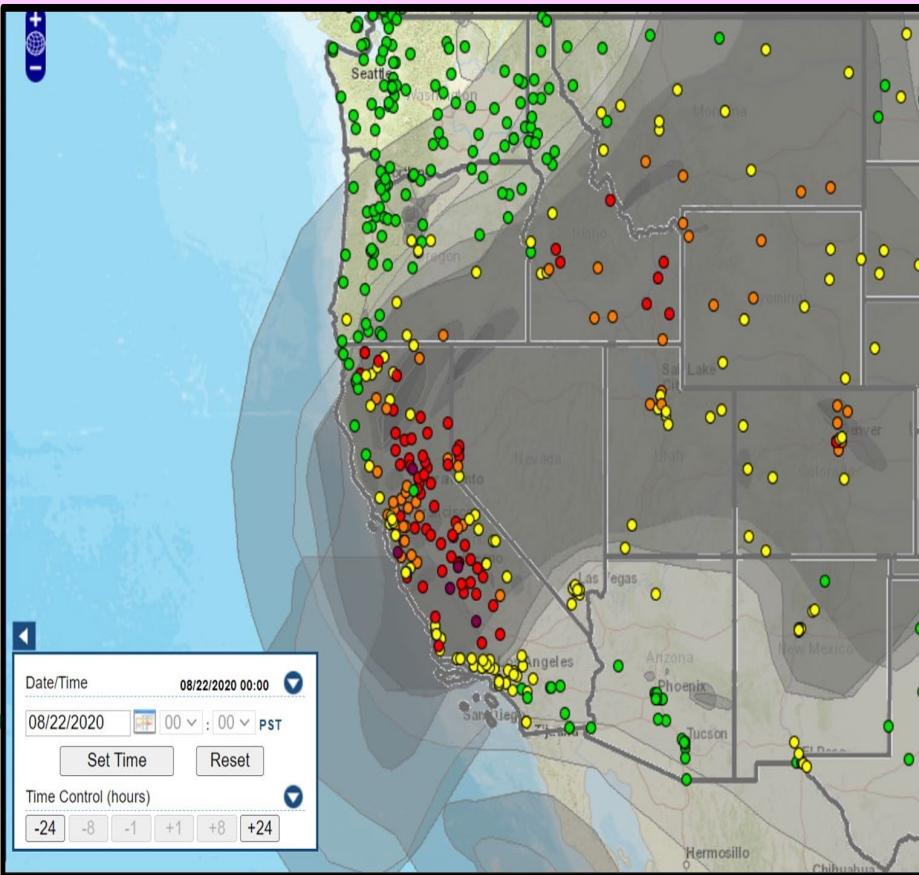 +
−
Seattle
Washington
Montana
Oregon
Idaho
Wyoming
Salt Lake
City
Nevada
Utah
Denver
Colorado
Las Vegas
Los Angeles
Arizona
New Mexico
Phoenix
San Diego
Tijuana
Tucson
El Paso
Hermosillo
Chihuahua
Date/Time
08/22/2020 00:00
08/22/2020 00 : 00 PST
Set Time Reset
Time Control (hours)
-24 -8 -1 +1 +8 +24